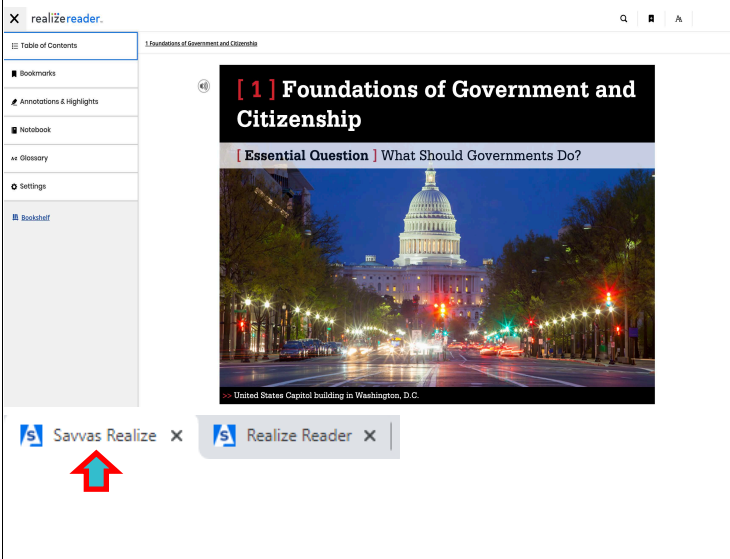 X realizereader.
Table of Contents
1 Foundations of Government and Citizenship
Bookmarks
Annotations & Highlights
Notebook
Glossary
Settings
Bookshelf
[ 1 ] Foundations of Government and
Citizenship
[ Essential Question ] What Should Governments Do?
>> United States Capitol building in Washington, D.C.
S Savvas Realize X S Realize Reader X